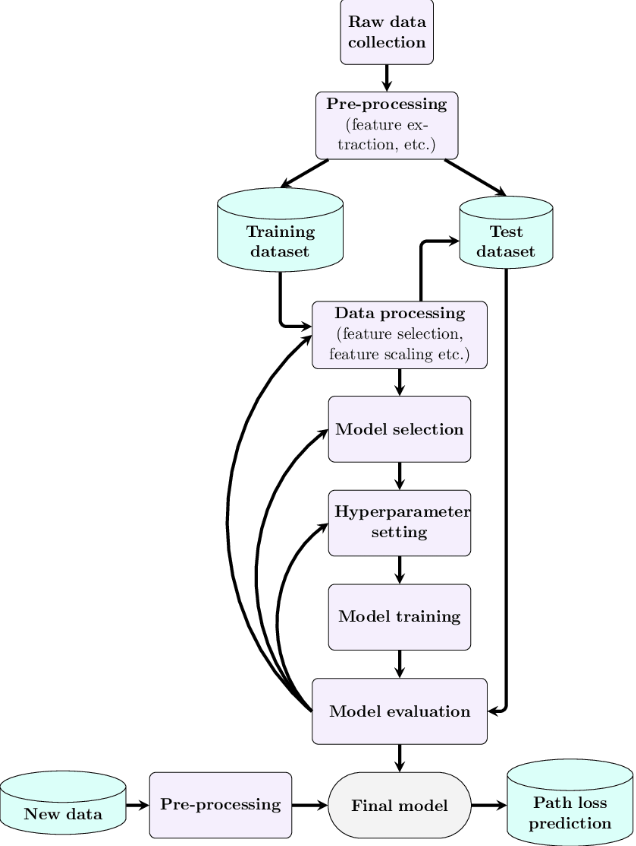 Raw data
collection
Pre-processing
(feature ex-
traction, etc.)
Training
dataset
Test
dataset
Data processing
(feature selection,
feature scaling etc.)
Model selection
Hyperparameter
setting
Model training
Model evaluation
New data
Pre-processing
Final model
Path loss
prediction